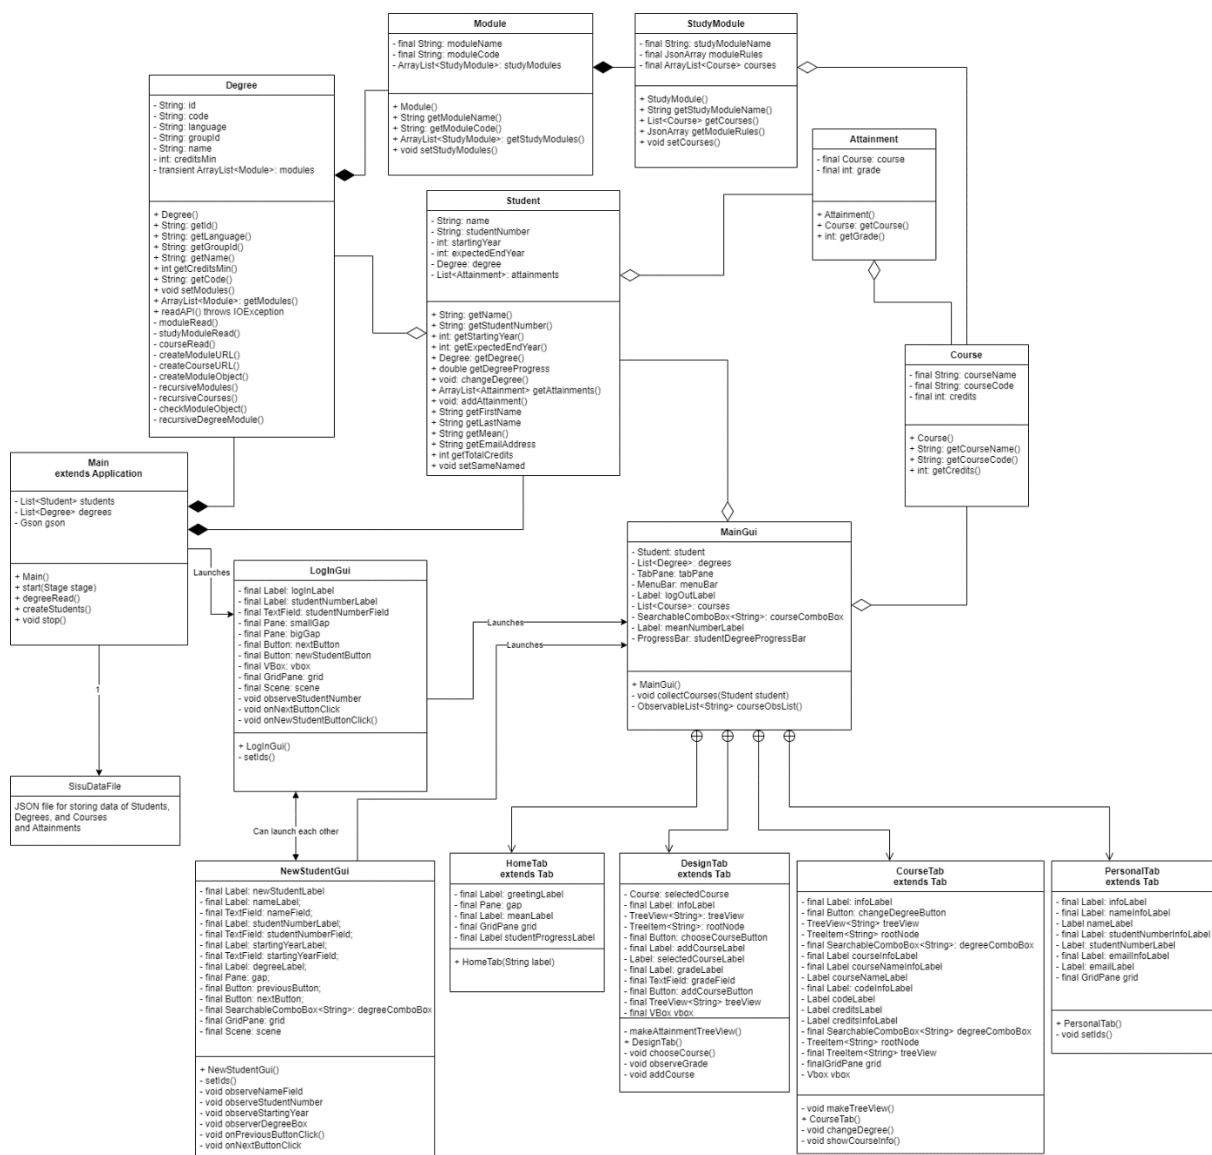 Module
- final String: moduleName
- final String: moduleCode
- ArrayList<StudyModule>: studyModules
+ Module()
+ String getModuleName()
+ String: getModuleCode()
+ ArrayList<StudyModule>: getStudyModules()
+ void setStudyModules()
StudyModule
- final String: studyModuleName
- final JsonArray moduleRules
- final ArrayList<Course> courses
+ StudyModule()
+ String getStudyModuleName()
+ List<Course> getCourses()
+ JsonArray getModuleRules()
+ void setCourses()
Degree
- String: id
- String: code
- String: language
- String: groupId
- String: name
- int: creditsMin
- transient ArrayList<Module>: modules
+ Degree()
+ String: getId()
+ String: getLanguage()
+ String: getGroupId()
+ String: getName()
+ int getCreditsMin()
+ String: getCode()
+ void setModules()
+ ArrayList<Module>: getModules()
+ readAPI() throws IOException
- moduleRead()
- studyModuleRead()
- courseRead()
- createModuleURL()
- createCourseURL()
- createModuleObject()
- recursiveModules()
- recursiveCourses()
- checkModuleObject()
- recursiveDegreeModule()
Attainment
- final Course: course
- final int: grade
+ Attainment()
+ Course: getCourse()
+ int: getGrade()
Student
- String: name
- String: studentNumber
- int: startingYear
- int: expectedEndYear
- Degree: degree
- List<Attainment>: attainments
+ String: getName()
+ String: getStudentNumber()
+ int: getStartingYear()
+ int: getExpectedEndYear()
+ Degree: getDegree()
+ double getDegreeProgress
+ void: changeDegree()
+ ArrayList<Attainment> getAttainments()
+ void: addAttainment()
+ String getFirstName
+ String getLastName
+ String getMean()
+ String getEmailAddress
+ int getTotalCredits
+ void setSameNamed
Course
- final String: courseName
- final String: courseCode
- final int: credits
+ Course()
+ String: getCourseName()
+ String: getCourseCode()
+ int: getCredits()
Main
extends Application
- List<Student> students
- List<Degree> degrees
- Gson gson
+ Main()
+ start(Stage stage)
+ degreeRead()
+ createStudents()
+ void stop()
Launches
1
SisuDataFile
JSON file for storing data of Students,
Degrees, and Courses
and Attainments
LogInGui
- final Label: logInLabel
- final Label: studentNumberLabel
- final TextField: studentNumberField
- final Pane: smallGap
- final Pane: bigGap
- final Button: nextButton
- final Button: newStudentButton
- final VBox: vbox
- final GridPane: grid
- final Scene: scene
- void observeStudentNumber
- void onNextButtonClick
- void onNewStudentButtonClick()
+ LogInGui()
- setIds()
Launches
Launches
Can launch each other
MainGui
- Student: student
- List<Degree>: degrees
- TabPane: tabPane
- MenuBar: menuBar
- Label: logOutLabel
- List<Course>: courses
- SearchableComboBox<String>: courseComboBox
- Label: meanNumberLabel
- ProgressBar: studentDegreeProgressBar
+ MainGui()
- void collectCourses(Student student)
- ObservableList<String> courseObsList()
NewStudentGui
- final Label: newStudentLabel
- final Label: nameLabel;
- final TextField: nameField;
- final Label: studentNumberLabel;
- final TextField: studentNumberField;
- final Label: startingYearLabel;
- final TextField: startingYearField;
- final Label: degreeLabel;
- final Pane: gap;
- final Button: previousButton;
- final Button: nextButton;
- final SearchableComboBox<String>: degreeComboBox
- final GridPane: grid
- final Scene: scene
+ NewStudentGui()
- setIds()
- void observeNameField
- void observeStudentNumber
- void observeStartingYear
- void observerDegreeBox
- void onPreviousButtonClick()
- void onNextButtonClick
HomeTab
extends Tab
- final Label: greetingLabel
- final Pane: gap
- final Label: meanLabel
- final GridPane: grid
- final Label studentProgressLabel
+ HomeTab(String label)
DesignTab
extends Tab
- Course: selectedCourse
- final Label: infoLabel
- TreeView<String>: treeView
- TreeItem<String>: rootNode
- final Button: chooseCourseButton
- final Label: addCourseLabel
- Label: selectedCourseLabel
- final Label: gradeLabel
- final TextField: gradeField
- final Button: addCourseButton
- final TreeView<String>: treeView
- final VBox vbox
- makeAttainmentTreeView()
+ DesignTab()
- void chooseCourse()
- void observeGrade
- void addCourse
CourseTab
extends Tab
- final Label: infoLabel
- final Button: changeDegreeButton
- TreeView<String> treeView
- TreeItem<String> rootNode
- final SearchableComboBox<String>: degreeComboBox
- final Label courseInfoLabel
- final Label courseNameInfoLabel
- Label courseNameLabel
- final Label: codeInfoLabel
- Label codeLabel
- Label creditsLabel
- Label creditsInfoLabel
- final SearchableComboBox<String> degreeComboBox
- TreeItem<String> rootNode
- final TreeItem<String> treeView
- finalGridPane grid
- Vbox vbox
- void makeTreeView()
+ CourseTab()
- void changeDegree()
- void showCourseInfo()
PersonalTab
extends Tab
- final Label: infoLabel
- final Label: nameInfoLabel
- Label nameLabel
- final Label: studentNumberInfoLabel
- Label: studentNumberLabel
- final Label: emailInfoLabel
- Label: emailLabel
- final GridPane grid
+ PersonalTab()
- void setIds()